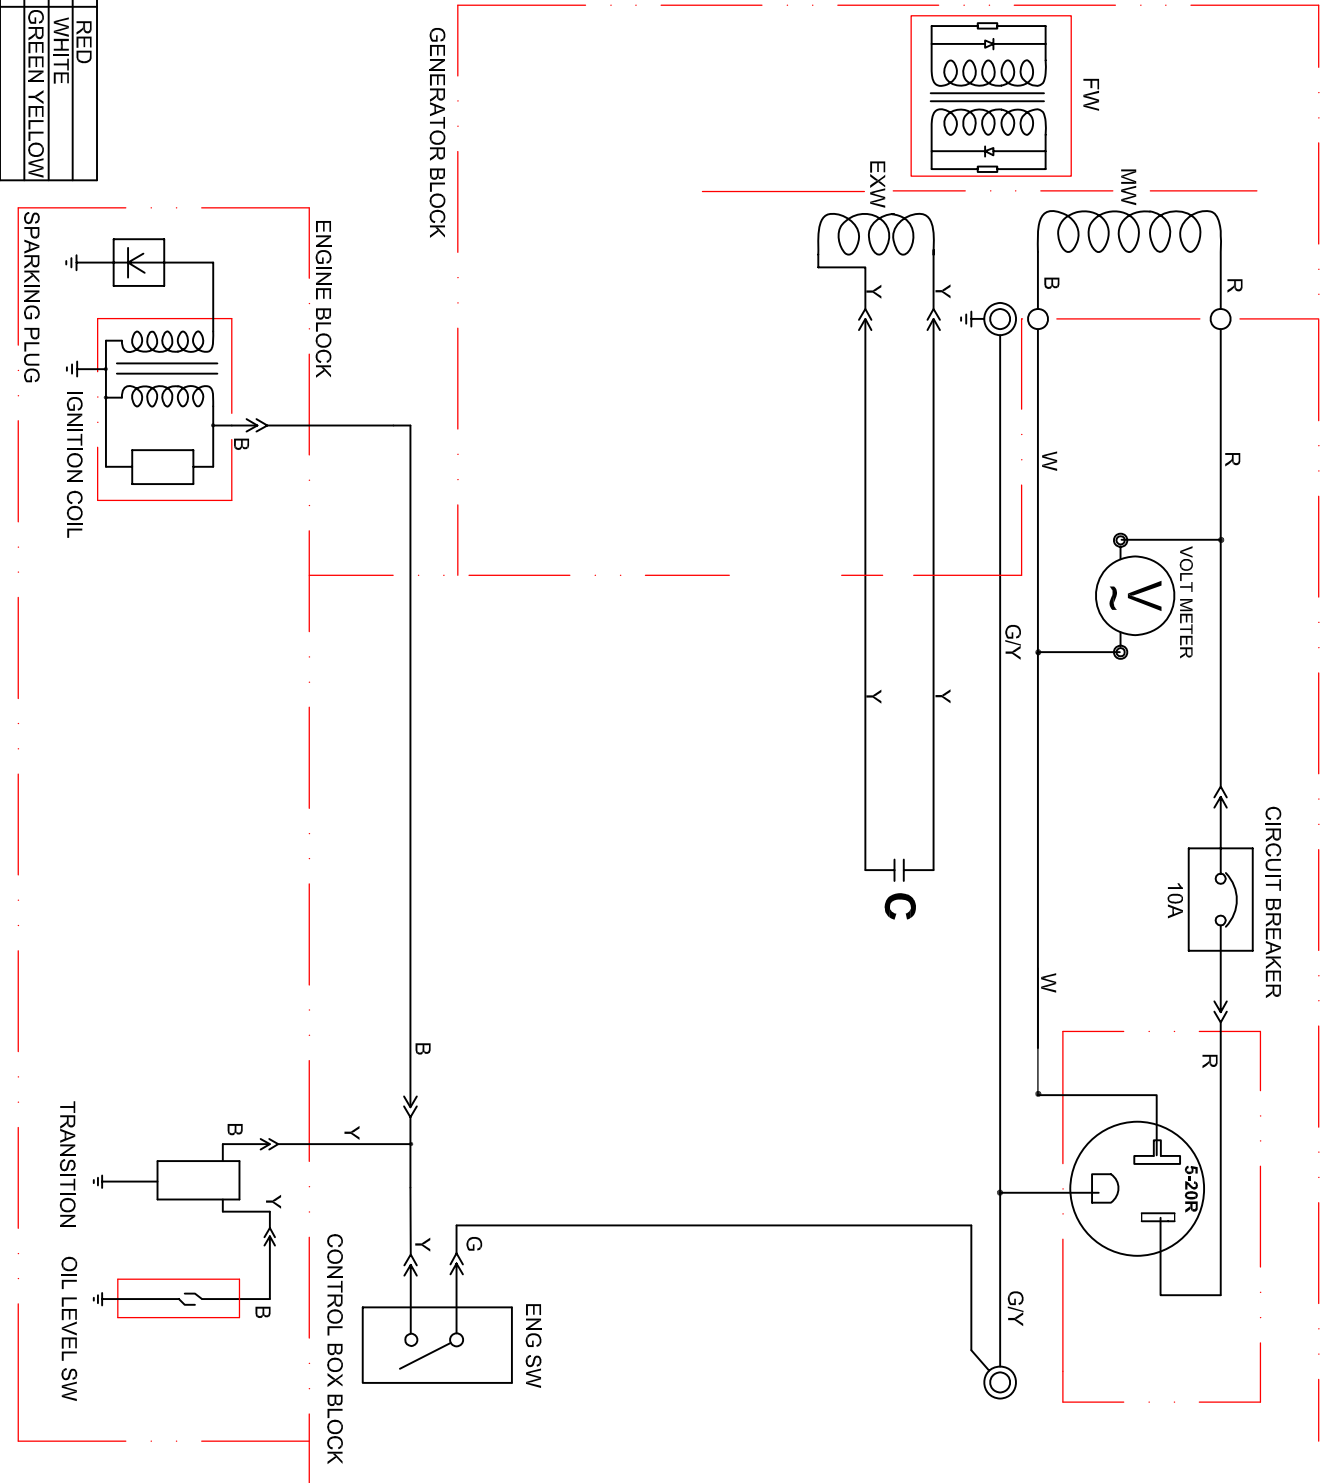 FW
MW
EXW
GENERATOR BLOCK
RED
WHITE
GREEN YELLOW
ENGINE BLOCK
SPARKING PLUG
IGNITION COIL
B
R
Y
Y
B
R
W
VOLT METER
V
~
G/Y
Y
Y
CIRCUIT BREAKER
10A
C
W
R
B
5-20R
B
Y
TRANSITION
Y
B
OIL LEVEL SW
CONTROL BOX BLOCK
Y
G
ENG SW
G/Y